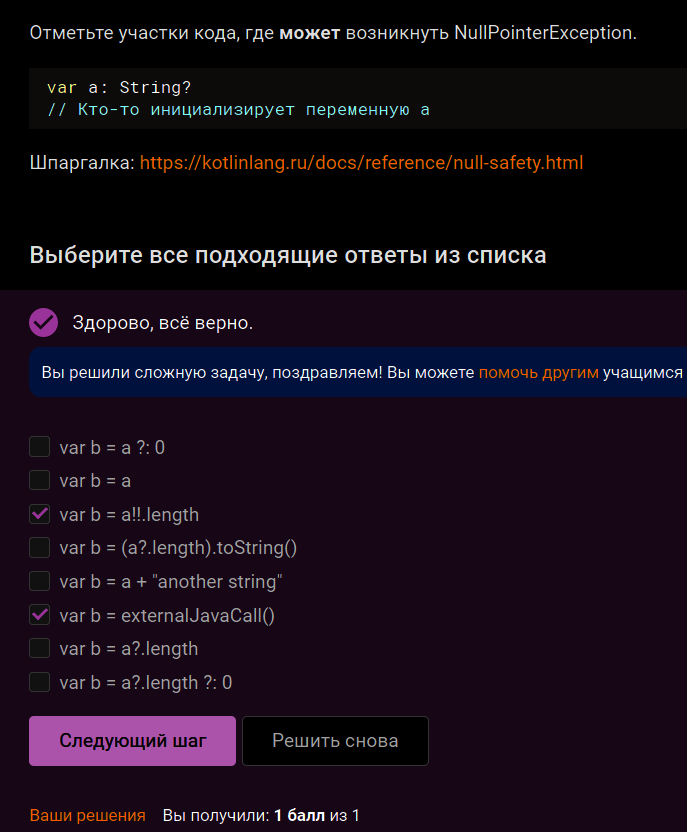 Отметьте участки кода, где может возникнуть NullPointerException.
var a: String?
// Кто-то инициализирует переменную a
Шпаргалка: https://kotlinlang.ru/docs/reference/null-safety.html
Выберите все подходящие ответы из списка
Здорово, всё верно.
Вы решили сложную задачу, поздравляем! Вы можете помочь другим учащимся
var b = a ?: 0
var b = a
var b = a!!.length
var b = (a?.length).toString()
var b = a + "another string"
var b = externalJavaCall()
var b = a?.length
var b = a?.length ?: 0
Следующий шаг
Решить снова
Ваши решения Вы получили: 1 балл из 1